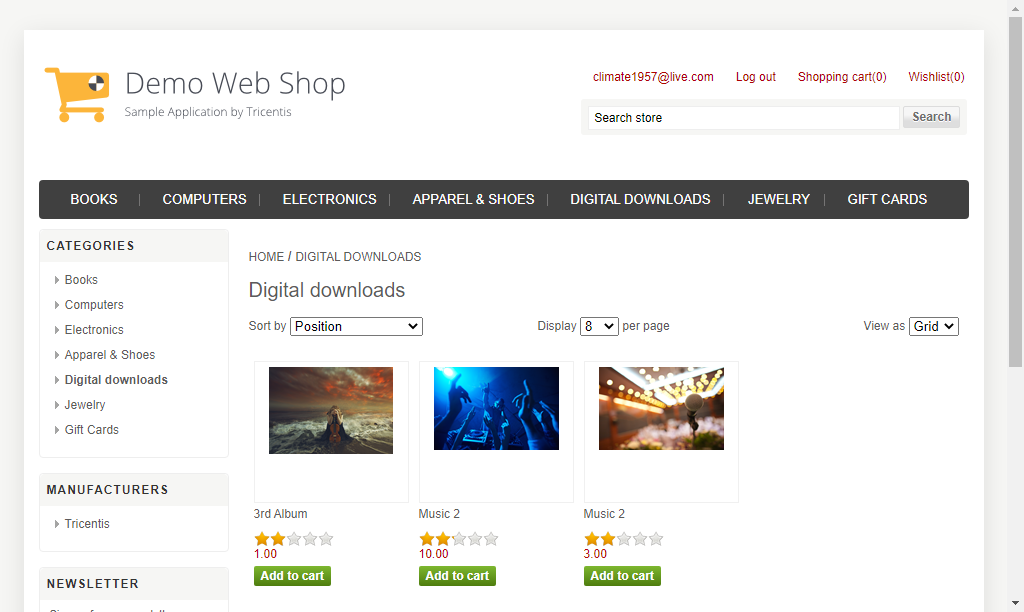 Demo Web Shop
Sample Application by Tricentis
climate1957@live.com Log out Shopping cart(0) Wishlist(0)
Search store Search
BOOKS COMPUTERS ELECTRONICS APPAREL & SHOES DIGITAL DOWNLOADS JEWELRY GIFT CARDS
CATEGORIES
Books
Computers
Electronics
Apparel & Shoes
Digital downloads
Jewelry
Gift Cards
MANUFACTURERS
Tricentis
NEWSLETTER
HOME / DIGITAL DOWNLOADS
Digital downloads
Sort by Position Display 8 per page View as Grid
3rd Album Music 2 Music 2
1.00 10.00 3.00
Add to cart Add to cart Add to cart